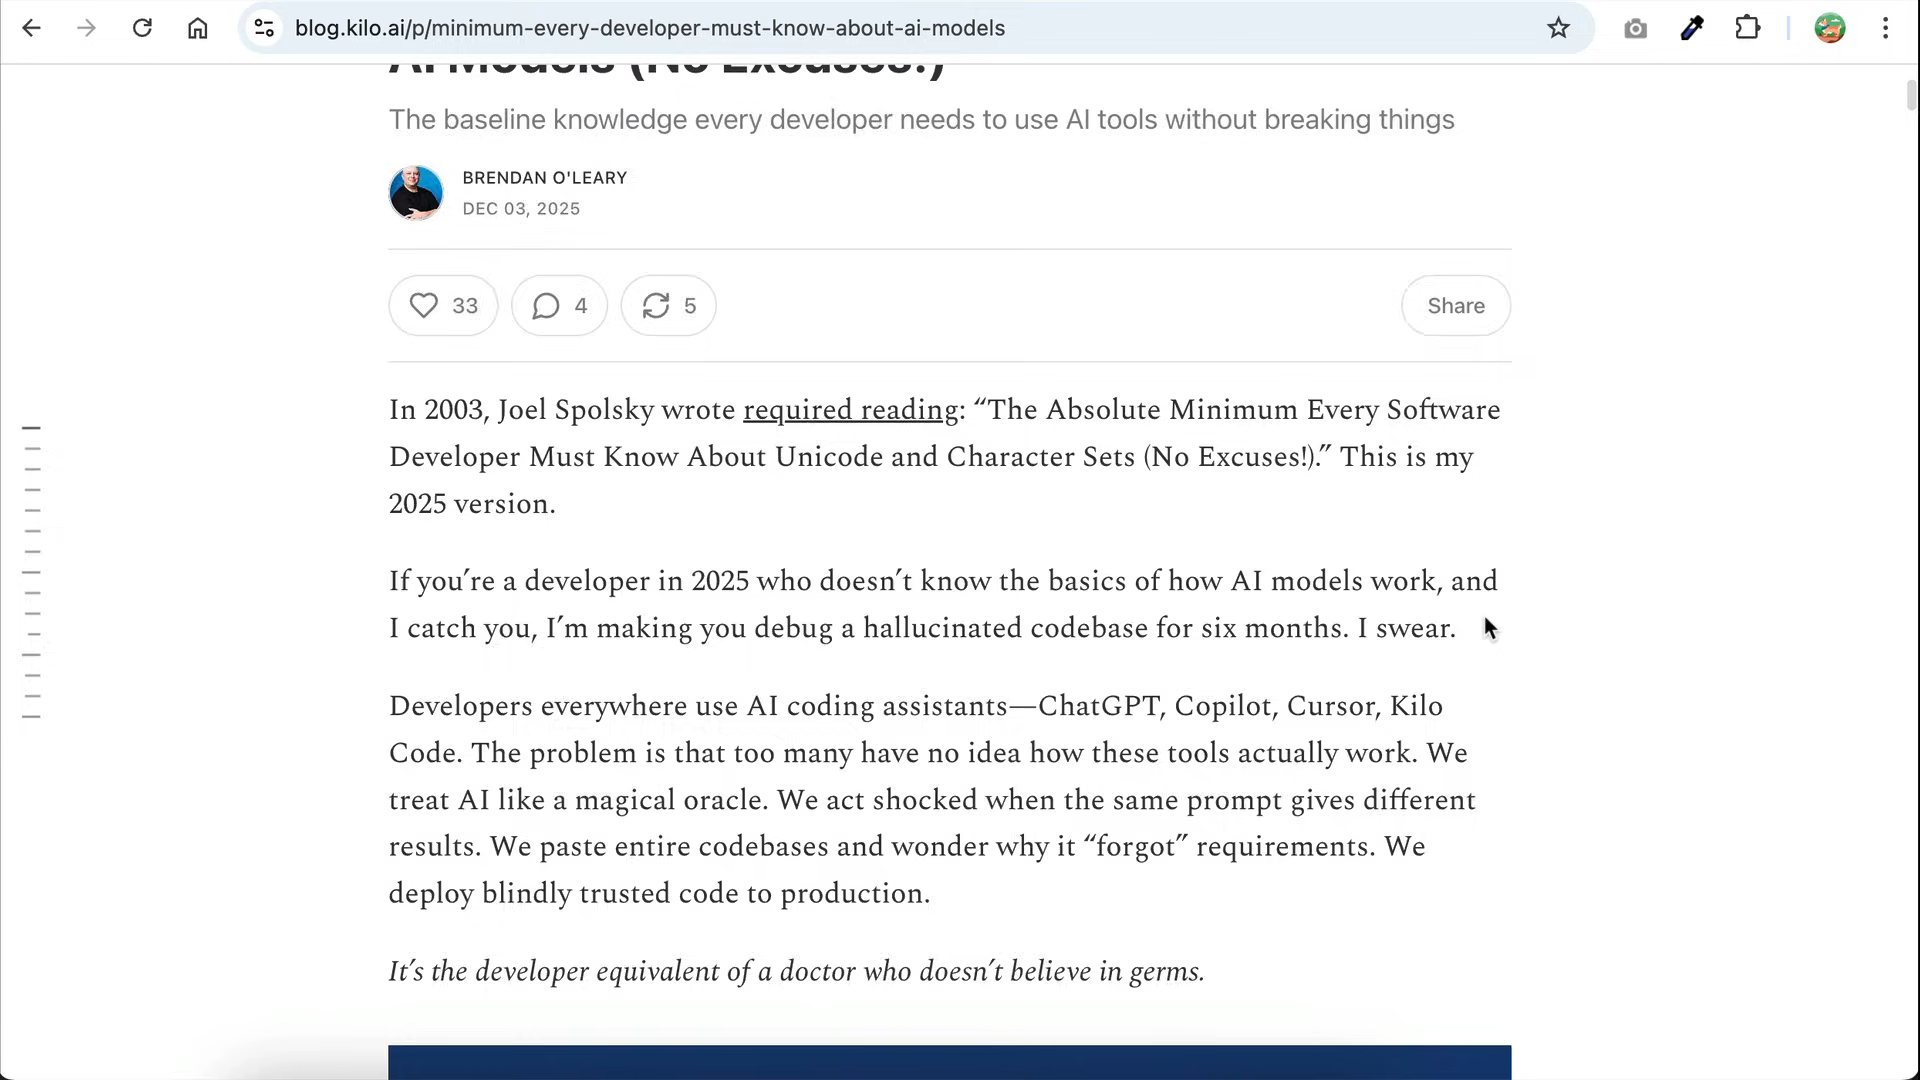 blog.kilo.ai/p/minimum-every-developer-must-know-about-ai-models
AI Models (No Excuses!)
The baseline knowledge every developer needs to use AI tools without breaking things
BRENDAN O'LEARY
DEC 03, 2025
33
4
5
Share
In 2003, Joel Spolsky wrote required reading: “The Absolute Minimum Every Software
Developer Must Know About Unicode and Character Sets (No Excuses!).” This is my
2025 version.
If you’re a developer in 2025 who doesn’t know the basics of how AI models work, and
I catch you, I’m making you debug a hallucinated codebase for six months. I swear.
Developers everywhere use AI coding assistants—ChatGPT, Copilot, Cursor, Kilo
Code. The problem is that too many have no idea how these tools actually work. We
treat AI like a magical oracle. We act shocked when the same prompt gives different
results. We paste entire codebases and wonder why it “forgot” requirements. We
deploy blindly trusted code to production.
It’s the developer equivalent of a doctor who doesn’t believe in germs.